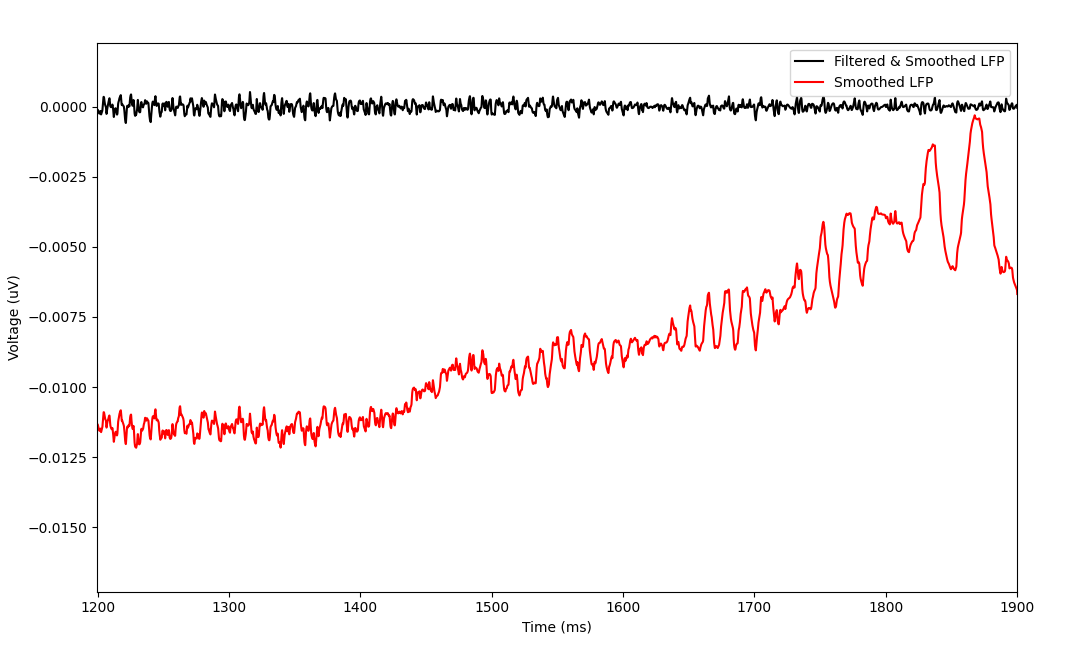 Filtered & Smoothed LFP
Smoothed LFP
0.0000
−0.0025
−0.0050
−0.0075
−0.0100
−0.0125
−0.0150
Voltage (uV)
1200 1300 1400 1500 1600 1700 1800 1900
Time (ms)